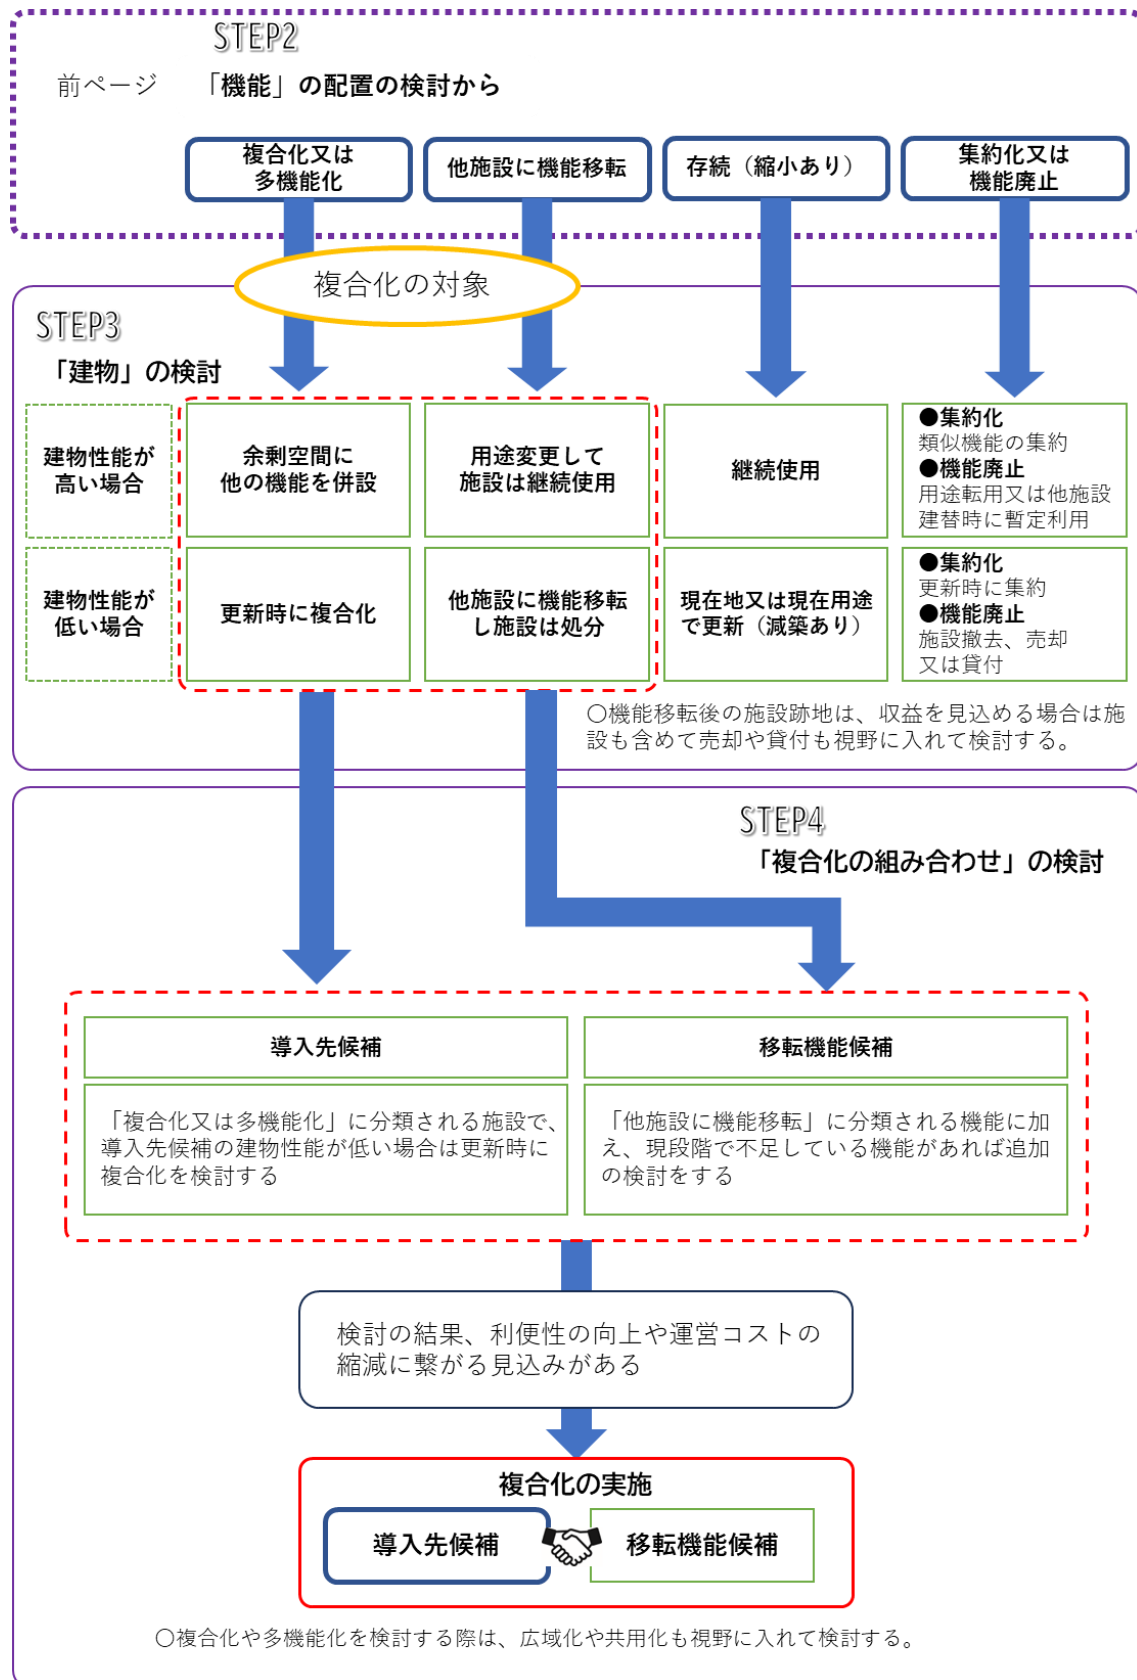 STEP2
前ページ 「機能」の配置の検討から
複合化又は
多機能化
他施設に機能移転
存続（縮小あり）
集約化又は
機能廃止
複合化の対象
STEP3
「建物」の検討
建物性能が
高い場合
余剰空間に
他の機能を併設
用途変更して
施設は継続使用
継続使用
●集約化
類似機能の集約
●機能廃止
用途転用又は他施設
建替時に暫定利用
建物性能が
低い場合
更新時に複合化
他施設に機能移転
し施設は処分
現在地又は現在用途
で更新（減築あり）
●集約化
更新時に集約
●機能廃止
施設撤去、売却
又は貸付
〇機能移転後の施設跡地は、収益を見込める場合は施
設も含めて売却や貸付も視野に入れて検討する。
STEP4
「複合化の組み合わせ」の検討
導入先候補
「複合化又は多機能化」に分類される施設で、
導入先候補の建物性能が低い場合は更新時に
複合化を検討する
移転機能候補
「他施設に機能移転」に分類される機能に加
え、現段階で不足している機能があれば追加
の検討をする
検討の結果、利便性の向上や運営コストの
縮減に繋がる見込みがある
複合化の実施
導入先候補
移転機能候補
〇複合化や多機能化を検討する際は、広域化や共用化も視野に入れて検討する。